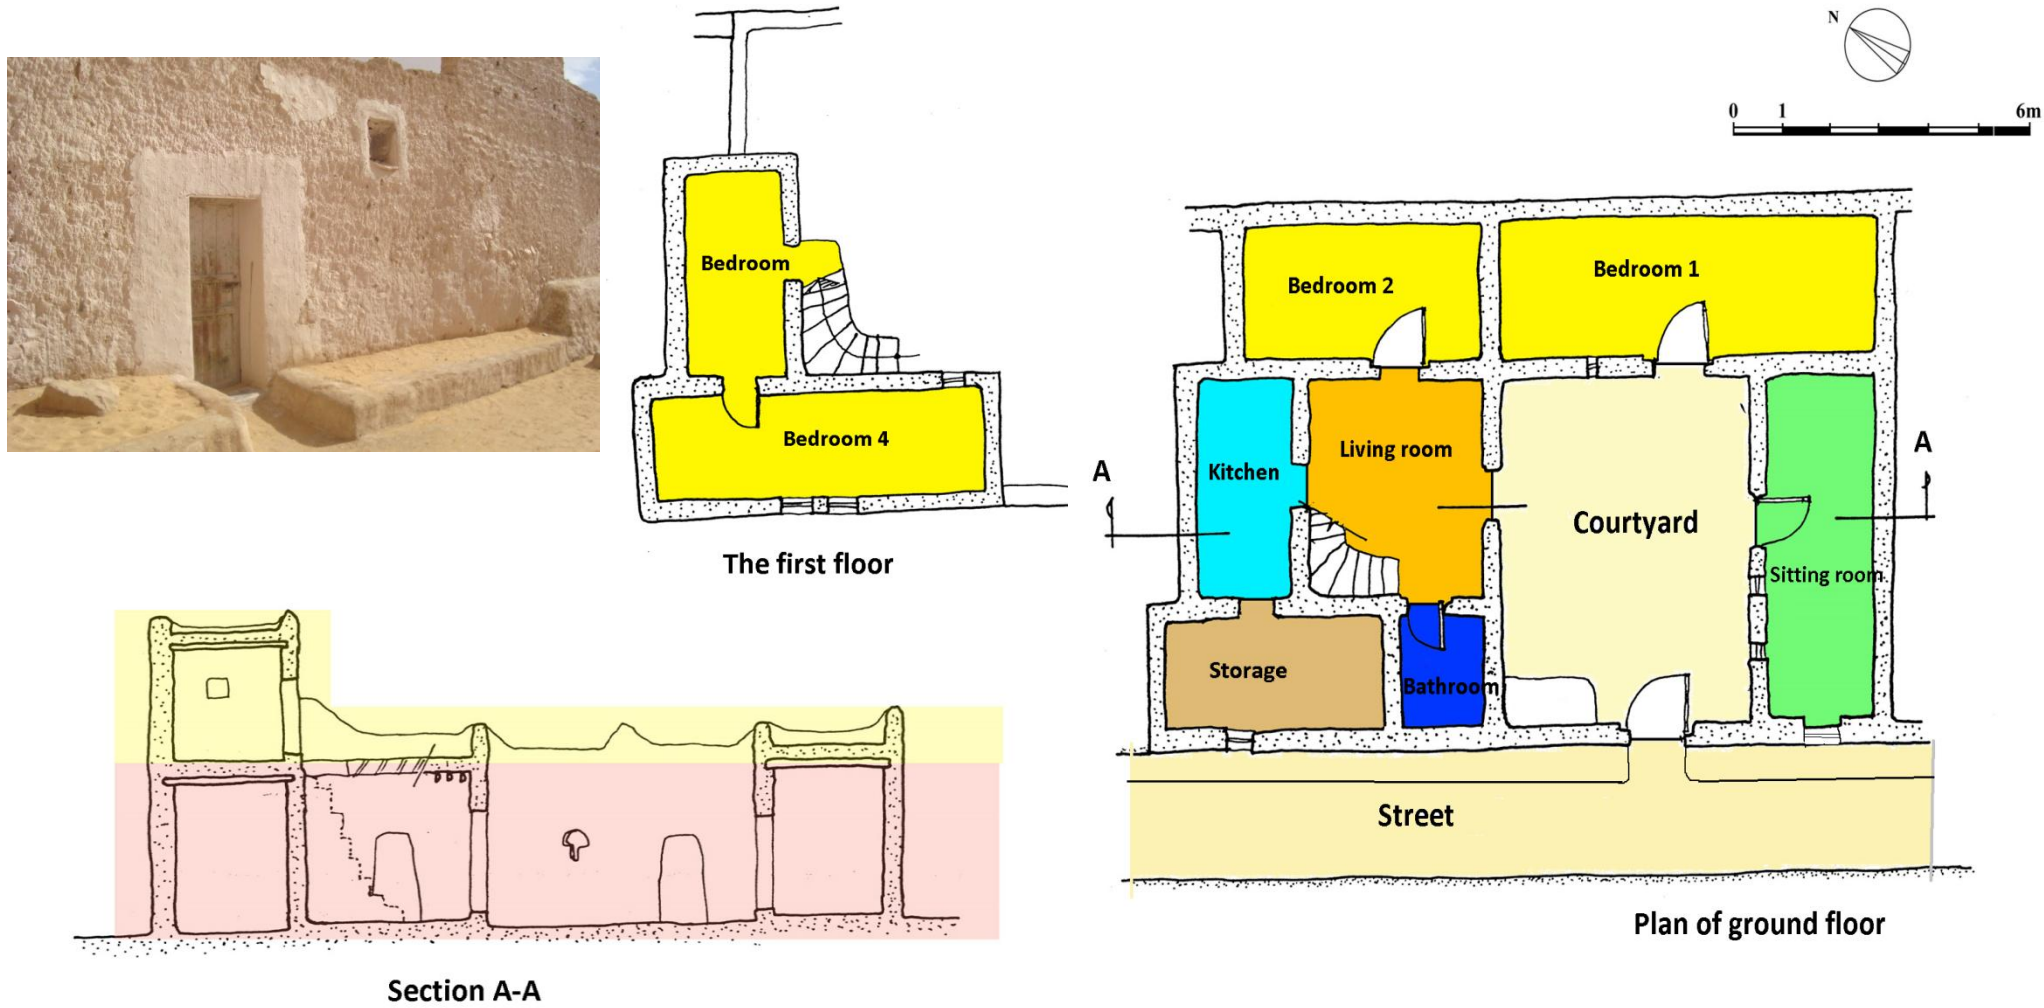 N
0 1 6m
Bedroom
Bedroom 4
The first floor
Bedroom 2
Bedroom 1
Kitchen
Living room
Courtyard
Sitting room
Storage
Bathroom
A
A
Street
Plan of ground floor
Section A-A